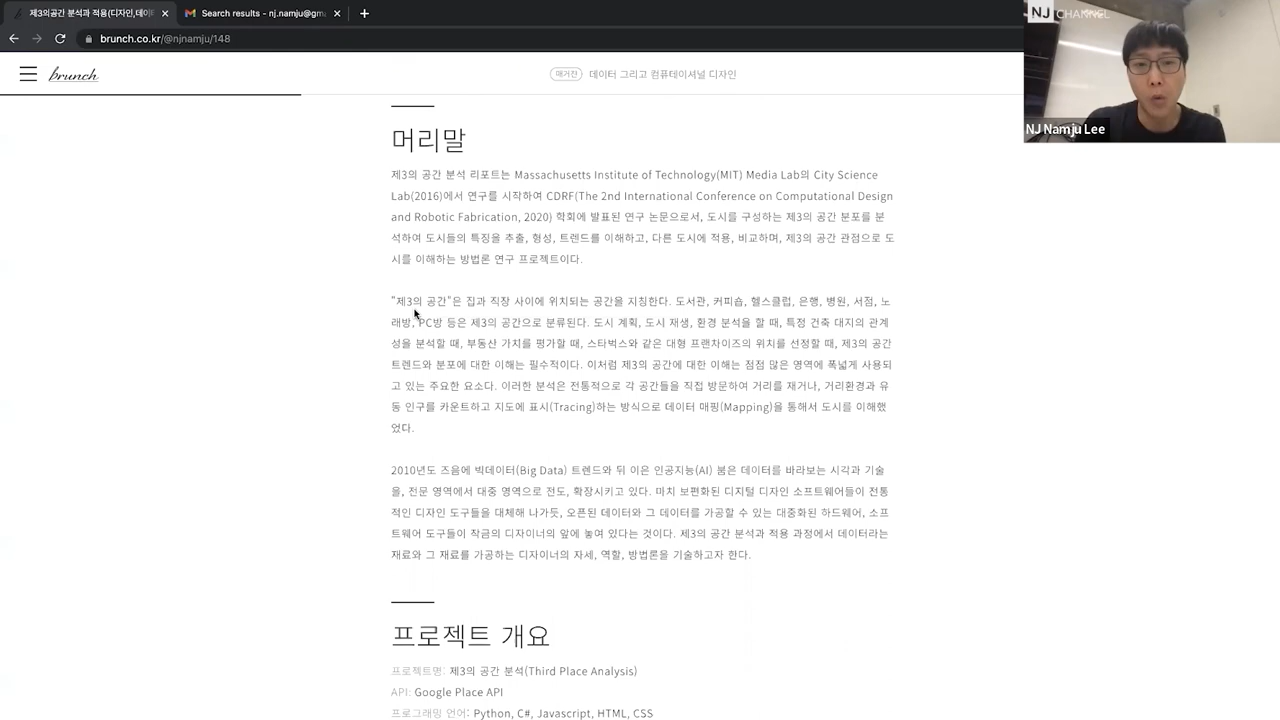 제3의공간 분석과 적용(디자인,데이터
Search results - nj.namju@gm
brunch.co.kr/@njnamju/148
brunch
매거진 데이터 그리고 컴퓨테이셔널 디자인
NJ CHANNEL
NJ Namju Lee
머리말
제3의 공간 분석 리포트는 Massachusetts Institute of Technology(MIT) Media Lab의 City Science
Lab(2016)에서 연구를 시작하여 CDRF(The 2nd International Conference on Computational Design
and Robotic Fabrication, 2020) 학회에 발표된 연구 논문으로서, 도시를 구성하는 제3의 공간 분포를 분
석하여 도시들의 특징을 추출, 형성, 트렌드를 이해하고, 다른 도시에 적용, 비교하며, 제3의 공간 관점으로 도
시를 이해하는 방법론 연구 프로젝트이다.
"제3의 공간"은 집과 직장 사이에 위치되는 공간을 지칭한다. 도서관, 커피숍, 헬스클럽, 은행, 병원, 서점, 노
래방, PC방 등은 제3의 공간으로 분류된다. 도시 계획, 도시 재생, 환경 분석을 할 때, 특정 건축 대지의 관계
성을 분석할 때, 부동산 가치를 평가할 때, 스타벅스와 같은 대형 프랜차이즈의 위치를 선정할 때, 제3의 공간
트렌드와 분포에 대한 이해는 필수적이다. 이처럼 제3의 공간에 대한 이해는 점점 많은 영역에 폭넓게 사용되
고 있는 주요한 요소다. 이러한 분석은 전통적으로 각 공간들을 직접 방문하여 거리를 재거나, 거리환경과 유
동 인구를 카운트하고 지도에 표시(Tracing)하는 방식으로 데이터 매핑(Mapping)을 통해서 도시를 이해했
었다.
2010년도 즈음에 빅데이터(Big Data) 트렌드와 뒤 이은 인공지능(AI) 붐은 데이터를 바라보는 시각과 기술
을, 전문 영역에서 대중 영역으로 전도, 확장시키고 있다. 마치 보편화된 디지털 디자인 소프트웨어들이 전통
적인 디자인 도구들을 대체해 나가듯, 오픈된 데이터와 그 데이터를 가공할 수 있는 대중화된 하드웨어, 소프
트웨어 도구들이 작금의 디자이너의 앞에 놓여 있다는 것이다. 제3의 공간 분석과 적용 과정에서 데이터라는
재료와 그 재료를 가공하는 디자이너의 자세, 역할, 방법론을 기술하고자 한다.
프로젝트 개요
프로젝트명: 제3의 공간 분석(Third Place Analysis)
API: Google Place API
프로그래밍 언어: Python, C#, Javascript, HTML, CSS